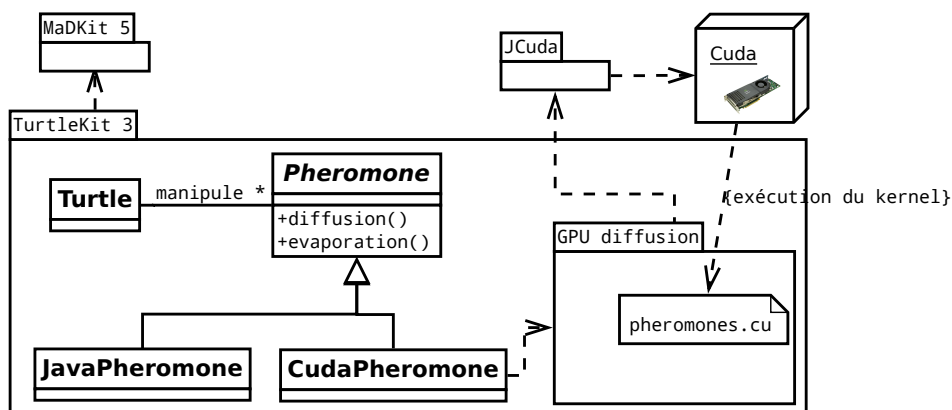 MaDKit 5
JCuda
Cuda
TurtleKit 3
Pheromone
Turtle
manipule *
+diffusion()
+evaporation()
{exécution du kernel}
GPU diffusion
pheromones.cu
JavaPheromone
CudaPheromone